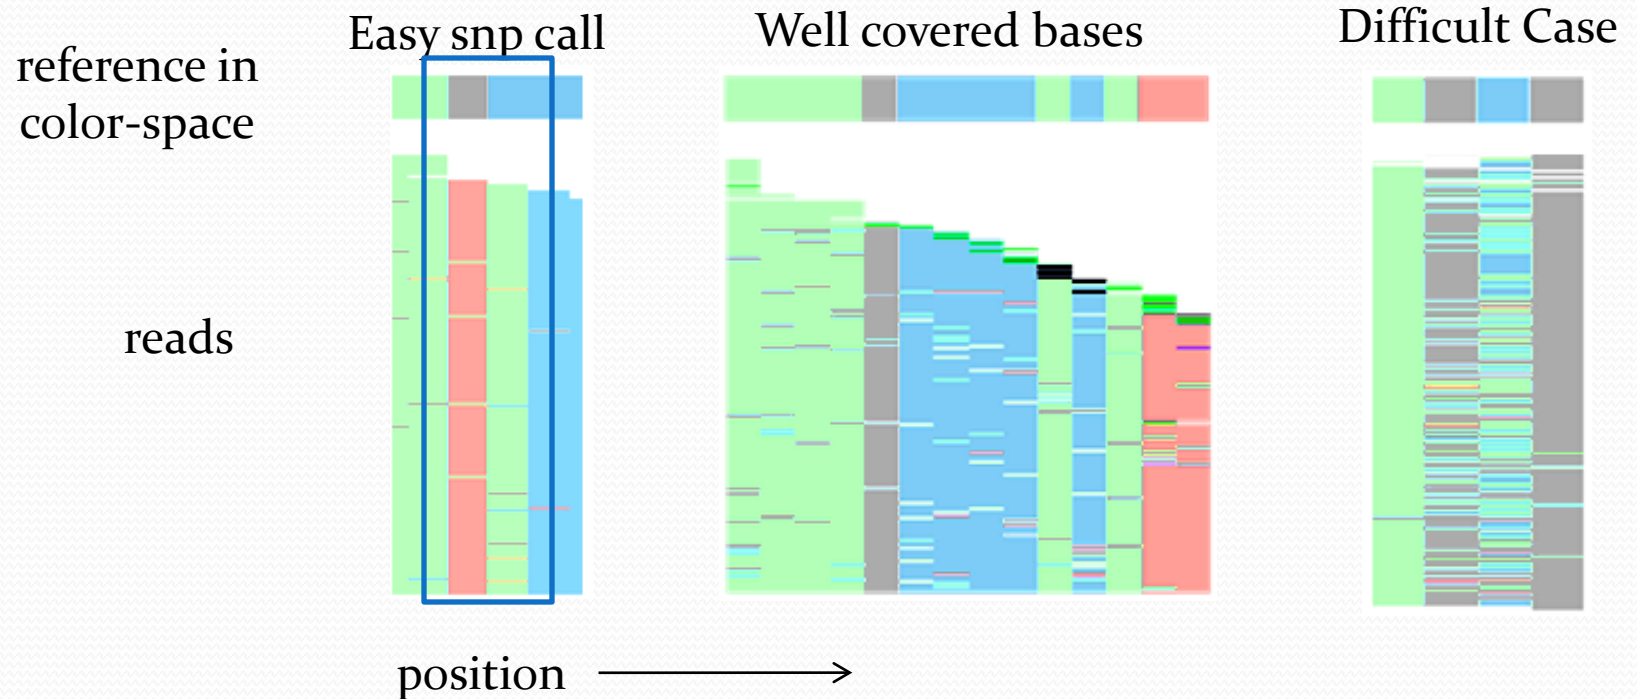 Easy snp call
Well covered bases
Difficult Case
reference in
color-space
reads
position